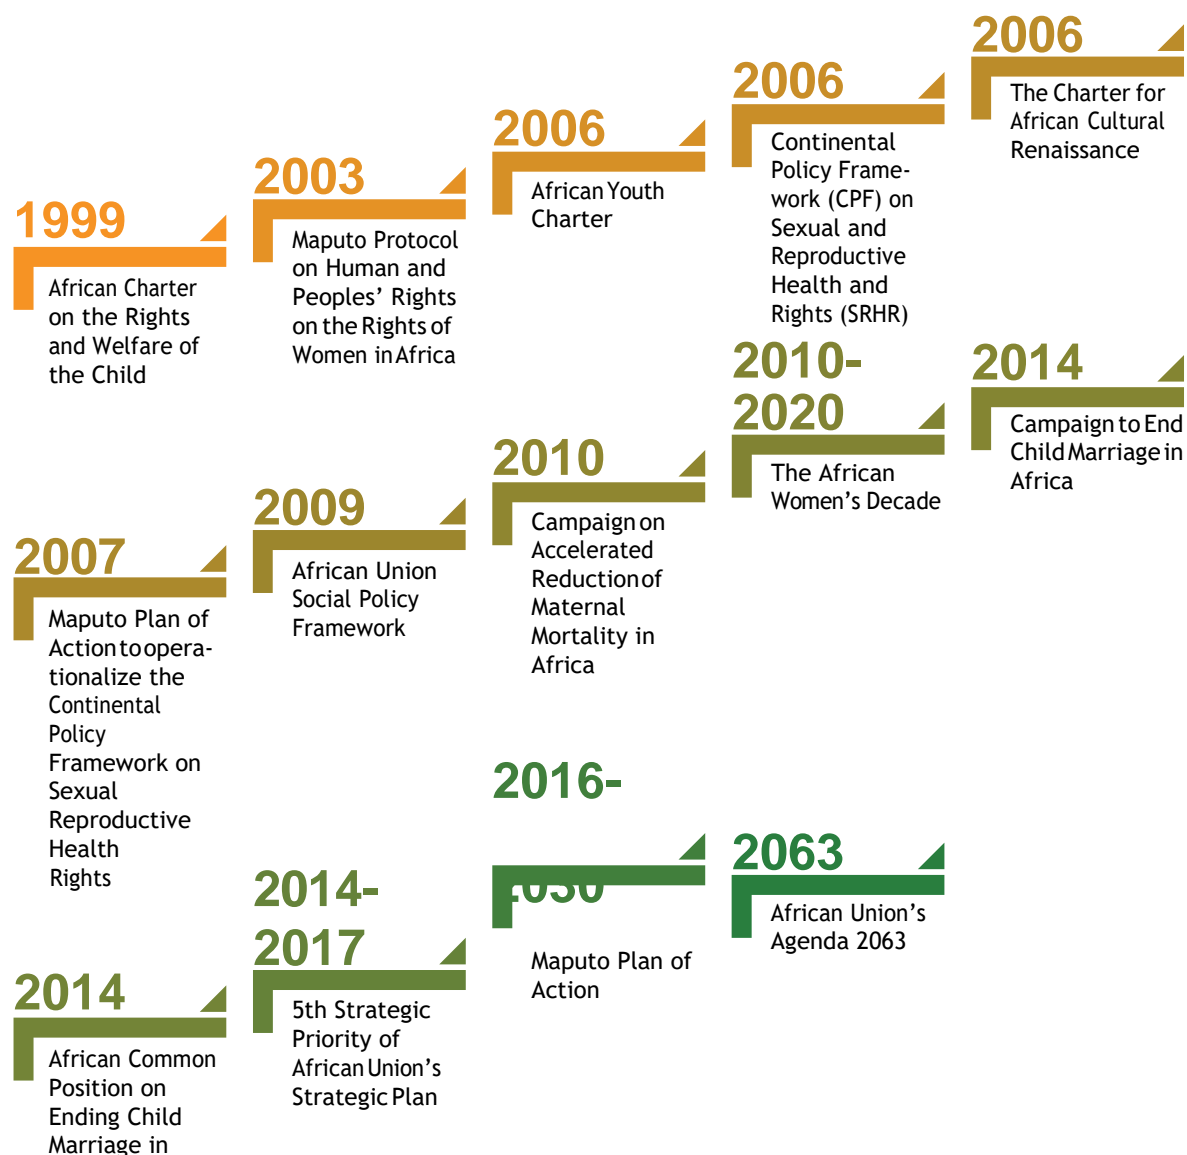 1999
African Charter
on the Rights
and Welfare of
the Child
2003
Maputo Protocol
on Human and
Peoples’ Rights
on the Rights of
Women in Africa
2006
African Youth
Charter
2006
Continental
Policy Frame-
work (CPF) on
Sexual and
Reproductive
Health and
Rights (SRHR)
2006
The Charter for
African Cultural
Renaissance
2007
Maputo Plan of
Action to opera-
tionalize the
Continental
Policy
Framework on
Sexual
Reproductive
Health
Rights
2009
African Union
Social Policy
Framework
2010
Campaign on
Accelerated
Reduction of
Maternal
Mortality in
Africa
2010-
2020
The African
Women’s Decade
2014
Campaign to End
Child Marriage in
Africa
2014
African Common
Position on
Ending Child
Marriage in
2014-
2017
5th Strategic
Priority of
African Union’s
Strategic Plan
2016-
2030
Maputo Plan of
Action
2063
African Union’s
Agenda 2063